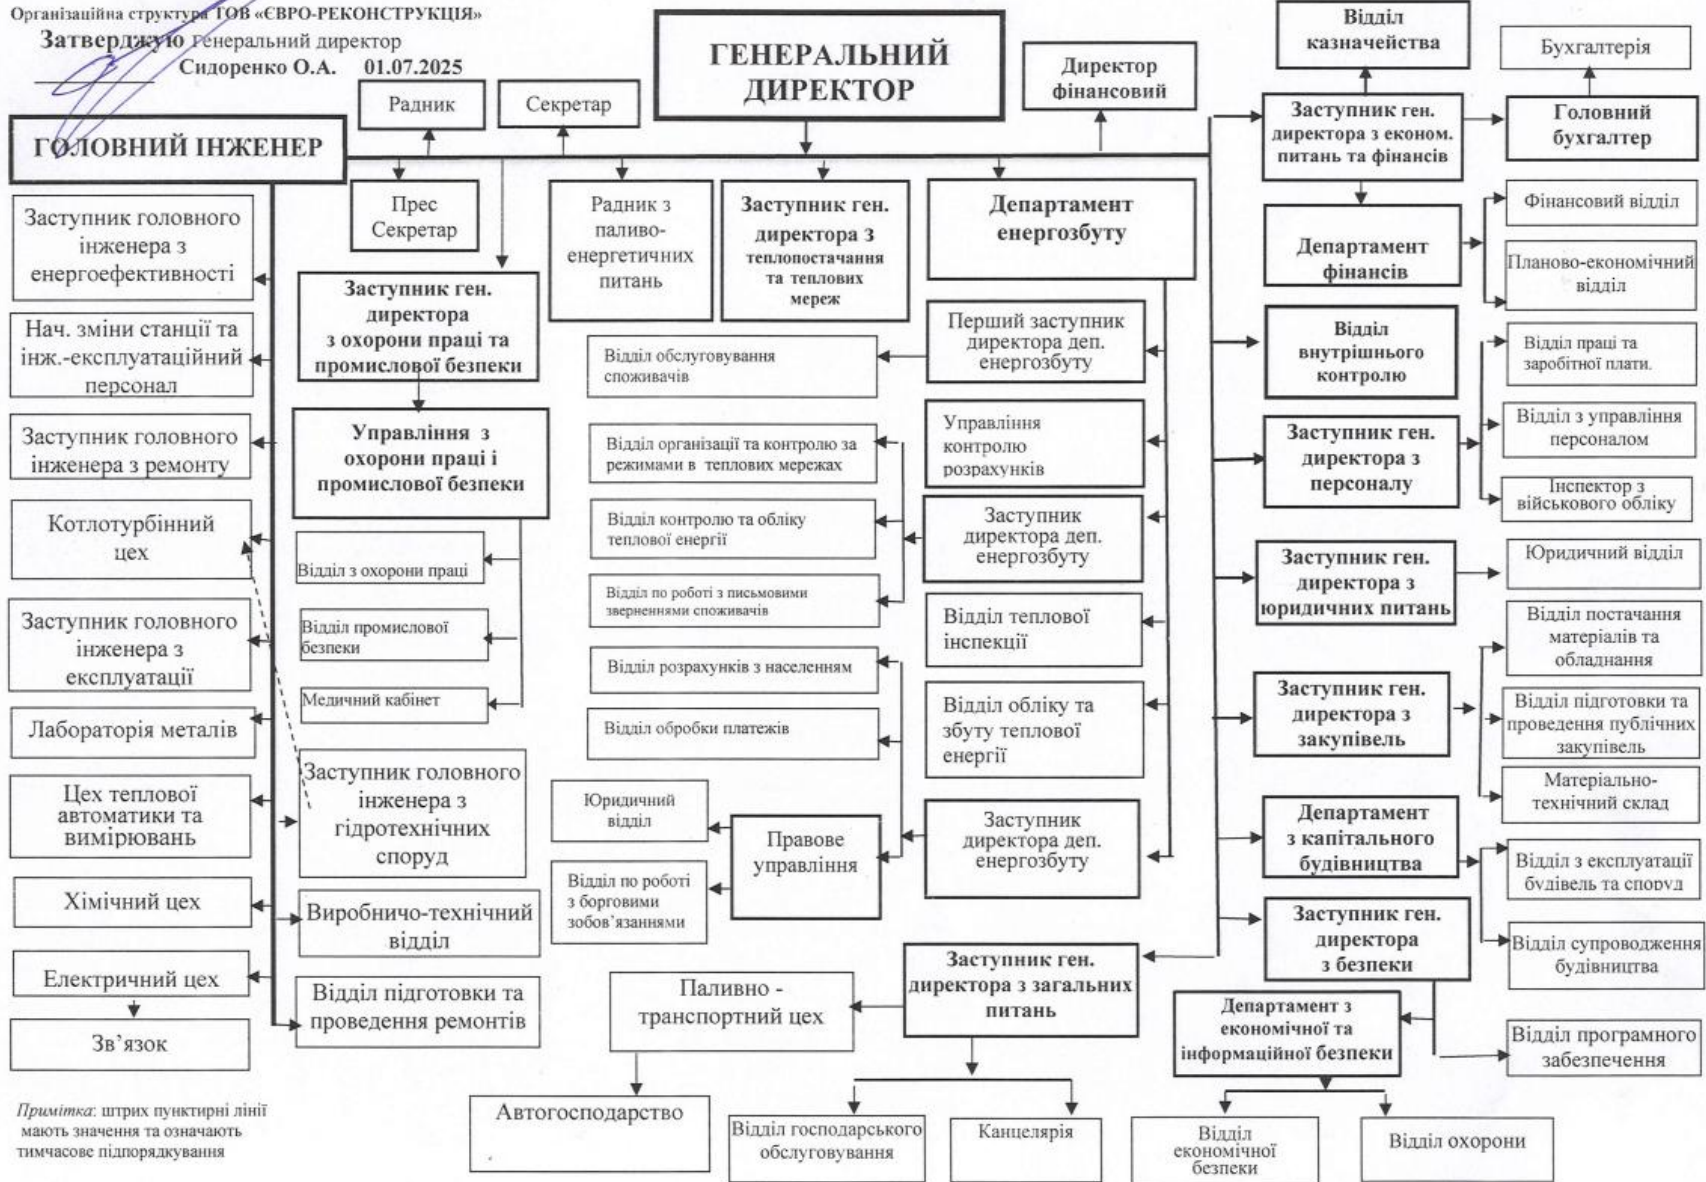 Організаційна структура ТОВ «ЄВРО-РЕКОНСТРУКЦІЯ»
Затверджую Генеральний директор
Сидоренко О.А. 01.07.2025
ГЕНЕРАЛЬНИЙ
ДИРЕКТОР
Радник
Секретар
Директор
фінансовий
Відділ
казначейства
Бухгалтерія
ГОЛОВНИЙ ІНЖЕНЕР
Заступник ген.
директора з економ.
питань та фінансів
Головний
бухгалтер
Прес
Секретар
Радник з
паливо-
енергетичних
питань
Заступник ген.
директора з
теплопостачання
та теплових
мереж
Департамент
енергозбуту
Департамент
фінансів
Фінансовий відділ
Планово-економічний
відділ
Заступник головного
інженера з
енергоефективності
Нач. зміни станції та
інж.-експлуатаційний
персонал
Заступник головного
інженера з ремонту
Котлотурбінний
цех
Заступник головного
інженера з
експлуатації
Лабораторія металів
Цех теплової
автоматики та
вимірювань
Хімічний цех
Електричний цех
Зв’язок
Заступник ген.
директора
з охорони праці та
промислової безпеки
Управління з
охорони праці і
промислової безпеки
Відділ з охорони праці
Відділ промислової
безпеки
Медичний кабінет
Заступник головного
інженера з
гідротехнічних
споруд
Виробничо-технічний
відділ
Відділ підготовки та
проведення ремонтів
Відділ обслуговування
споживачів
Відділ організації та контролю за
режимами в теплових мережах
Відділ контролю та обліку
теплової енергії
Відділ по роботі з письмовими
зверненнями споживачів
Відділ розрахунків з населенням
Відділ обробки платежів
Юридичний
відділ
Відділ по роботі
з борговими
зобов’язаннями
Правове
управління
Перший заступник
директора деп.
енергозбуту
Управління
контролю
розрахунків
Заступник
директора деп.
енергозбуту
Відділ теплової
інспекції
Відділ обліку та
збуту теплової
енергії
Заступник
директора деп.
енергозбуту
Відділ
внутрішнього
контролю
Заступник ген.
директора з
персоналу
Відділ праці та
заробітної плати.
Відділ з управління
персоналом
Інспектор з
військового обліку
Заступник ген.
директора з
юридичних питань
Юридичний відділ
Заступник ген.
директора з
закупівель
Відділ постачання
матеріалів та
обладнання
Відділ підготовки та
проведення публічних
закупівель
Матеріально-
технічний склад
Департамент
з капітального
будівництва
Відділ з експлуатації
будівель та споруд
Відділ супроводження
будівництва
Заступник ген.
директора
з безпеки
Департамент з
економічної та
інформаційної безпеки
Відділ програмного
забезпечення
Заступник ген.
директора з загальних
питань
Паливно -
транспортний цех
Автогосподарство
Відділ господарського
обслуговування
Канцелярія
Відділ
економічної
безпеки
Відділ охорони
Примітка: штрих пунктирні лінії
мають значення та означають
тимчасове підпорядкування